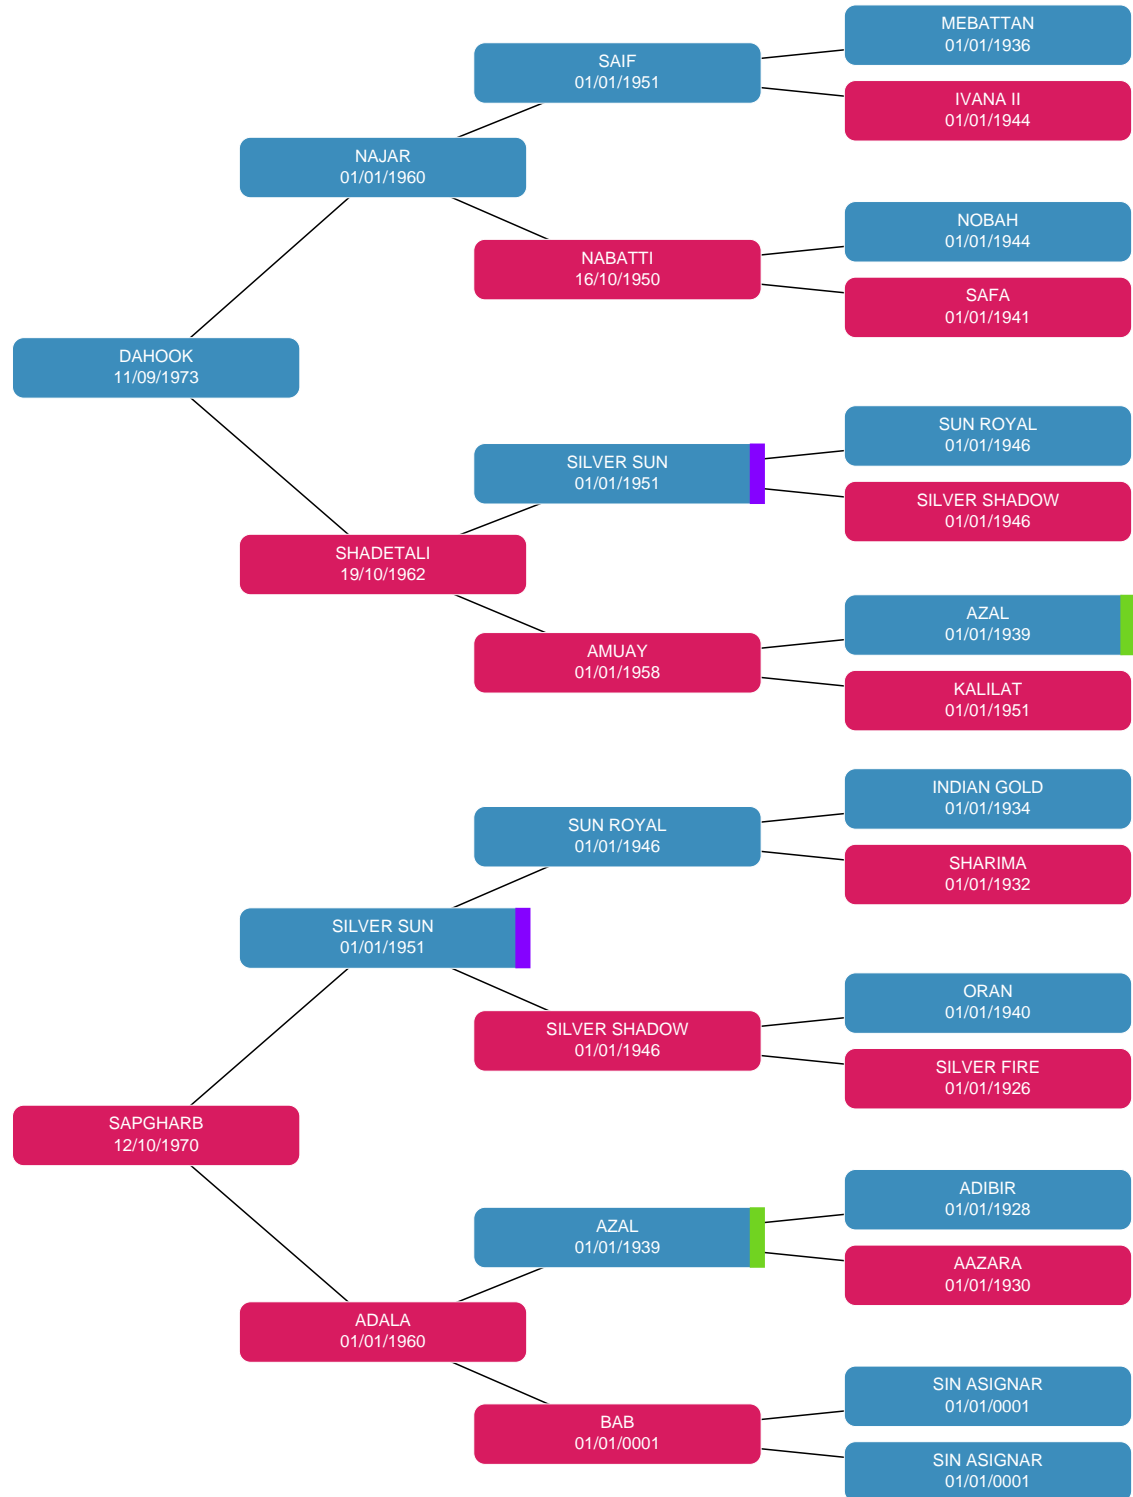 MEBATTAN
01/01/1936
SAIF
01/01/1951
IVANA II
01/01/1944
NAJAR
01/01/1960
NOBAH
01/01/1944
NABATTI
16/10/1950
SAFA
01/01/1941
DAHOOK
11/09/1973
SUN ROYAL
01/01/1946
SILVER SUN
01/01/1951
SILVER SHADOW
01/01/1946
SHADETALI
19/10/1962
AZAL
01/01/1939
AMUAY
01/01/1958
KALILAT
01/01/1951
INDIAN GOLD
01/01/1934
SUN ROYAL
01/01/1946
SHARIMA
01/01/1932
SILVER SUN
01/01/1951
ORAN
01/01/1940
SILVER SHADOW
01/01/1946
SILVER FIRE
01/01/1926
SAPGHARB
12/10/1970
ADIBIR
01/01/1928
AZAL
01/01/1939
AAZARA
01/01/1930
ADALA
01/01/1960
SIN ASIGNAR
01/01/0001
BAB
01/01/0001
SIN ASIGNAR
01/01/0001